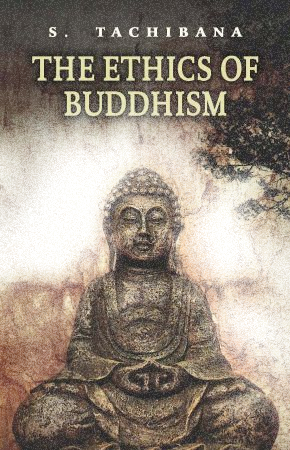 S. TACHIBANA
THE ETHICS OF
BUDDHISM